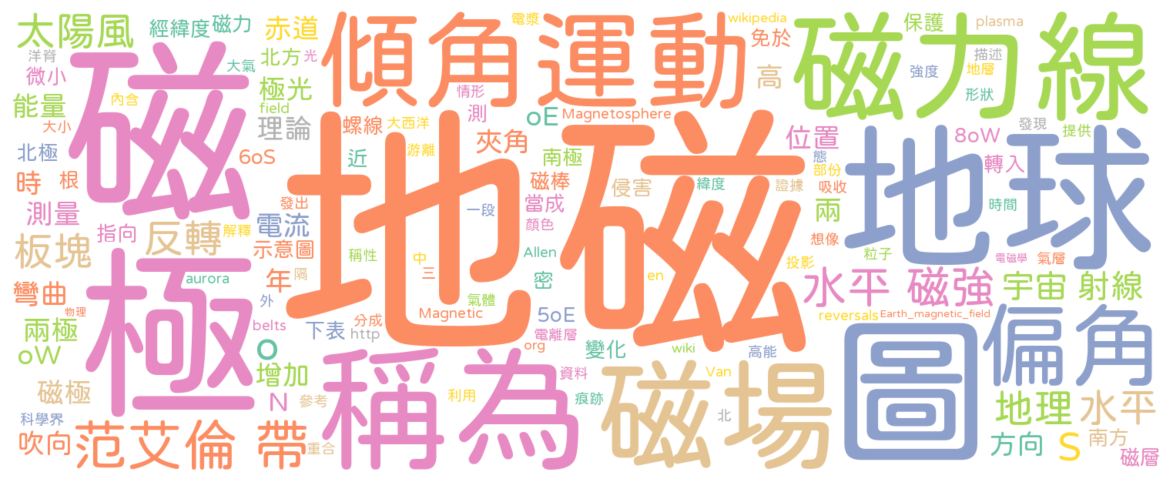 太陽風
經緯度
磁力
赤道
傾角
運動
電漿
wikipedia
保護
plasma
磁力線
洋脊
微小
大氣
北方
光
磁
情形
免於
高
強度
描述
地層
形狀
能量
內含
極光
field
測
oE
Magnetosphere
大小
理論
螺線
大西洋
夾角
位置
8oW
發現
提供
北極
6oS
近
游離
南極
態
部份
轉入
地球
時
根
發出
磁棒
侵害
緯度
證據
吸收
測量
指向
電流
顏色
當成
一段
地磁
兩
時間
板塊
反轉
解釋
示意圖
稱性
中
Allen
想像
粒子
電磁學
氣層
彎曲
aurora
年
隔
三
密
en
投影
水平
磁強
宇宙
射線
極
外
物理
氣體
兩極
belts
下表
分成
http
Magnetic
5oE
電離層
reversals
Earth_magnetic_field
oW
o
org
變化
wiki
高能
圖
偏角
增加
稱為
資料
Van
磁場
磁極
N
參考
利用
痕跡
北
地理
水平
科學界
吹向
范艾倫
帶
重合
方向
S
南方
磁層